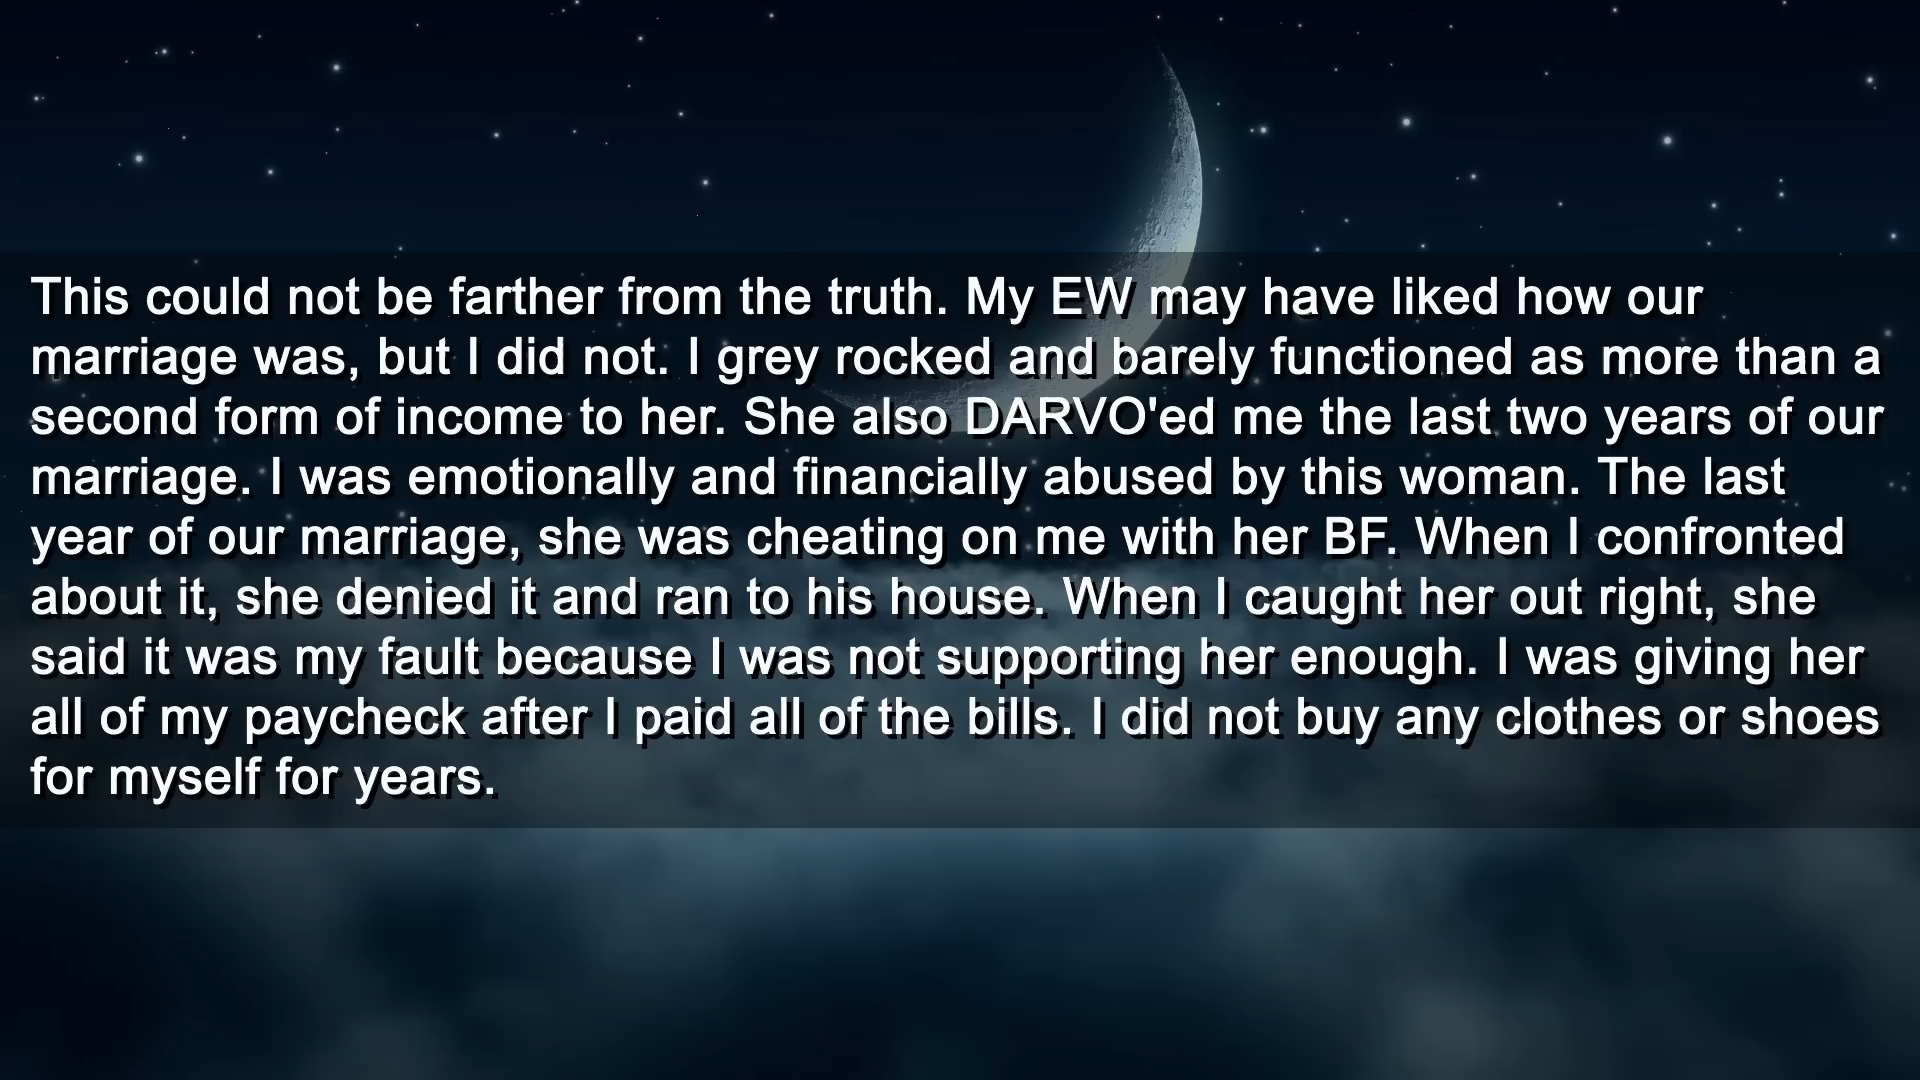 This could not be farther from the truth. My EW may have liked how our
marriage was, but I did not. I grey rocked and barely functioned as more than a
second form of income to her. She also DARVO'ed me the last two years of our
marriage. I was emotionally and financially abused by this woman. The last
year of our marriage, she was cheating on me with her BF. When I confronted
about it, she denied it and ran to his house. When I caught her out right, she
said it was my fault because I was not supporting her enough. I was giving her
all of my paycheck after I paid all of the bills. I did not buy any clothes or shoes
for myself for years.